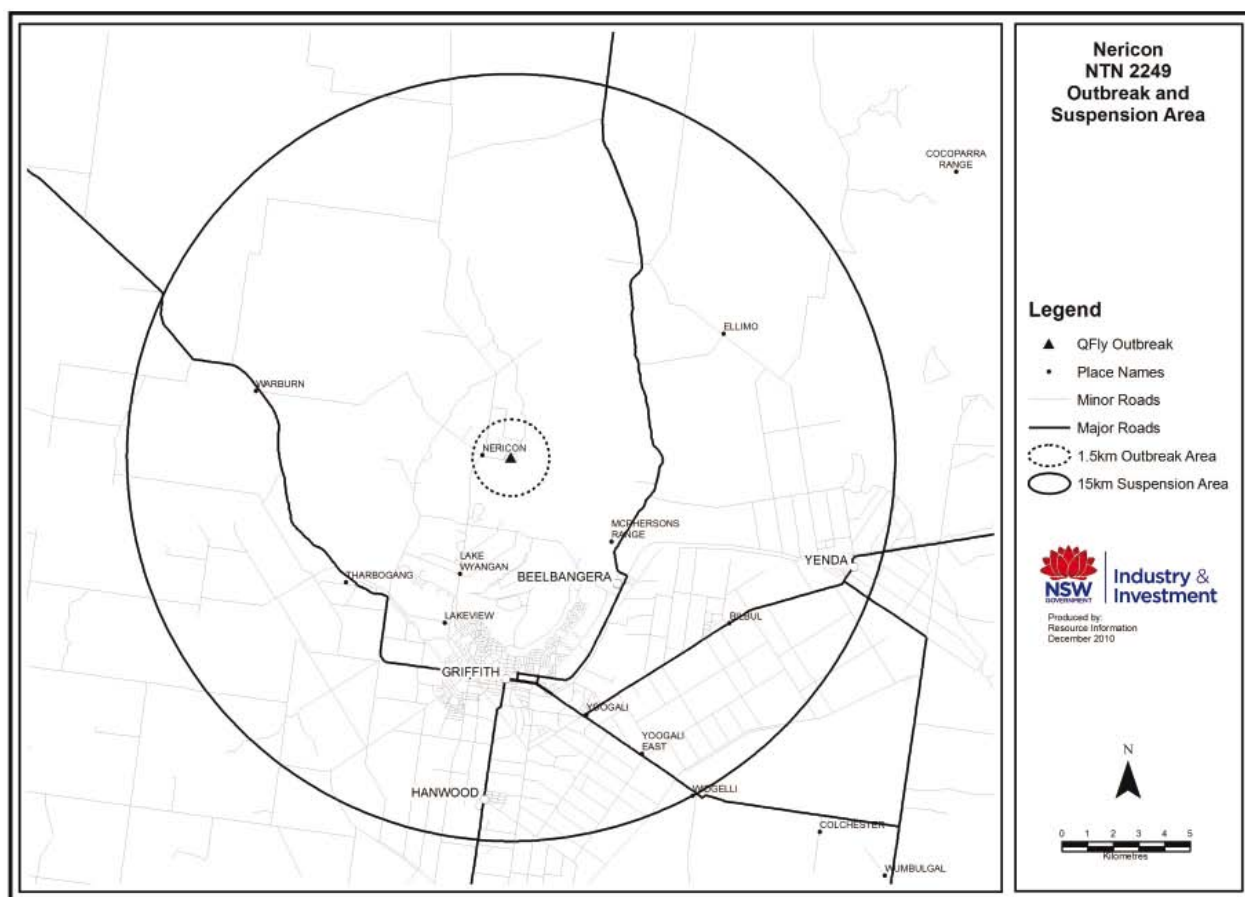 Nericon
NTN 2249
Outbreak and
Suspension Area
COCOPARRA
RANGE
ELLIMO
WARBURN
NERICON
MCPHERSONS
RANGE
LAKE
WYANGAN
BEELBANGERA
YENDA
THARBOGANG
LAKEVIEW
BILBUL
GRIFFITH
YOOGALI
YOOGALI
EAST
HANWOOD
WIDGELLI
COLCHESTER
WUMBULGAL
Legend
QFly Outbreak
Place Names
Minor Roads
Major Roads
1.5km Outbreak Area
15km Suspension Area
NSW
GOVERNMENT
Industry &
Investment
Produced by:
Resource Information
December 2010
N
0 1 2 3 4 5
Kilometres